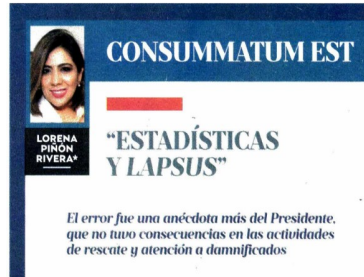 CONSUMMATUM EST
LORENA
PIÑÓN
RIVERA*
“ESTADÍSTICAS
Y LAPSUS”
El error fue una anécdota más del Presidente,
que no tuvo consecuencias en las actividades
de rescate y atención a damnificados